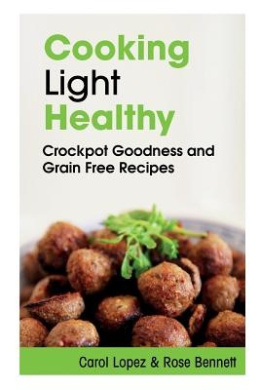 Cooking
Light
Healthy
Crockpot Goodness and
Grain Free Recipes
Carol Lopez & Rose Bennett